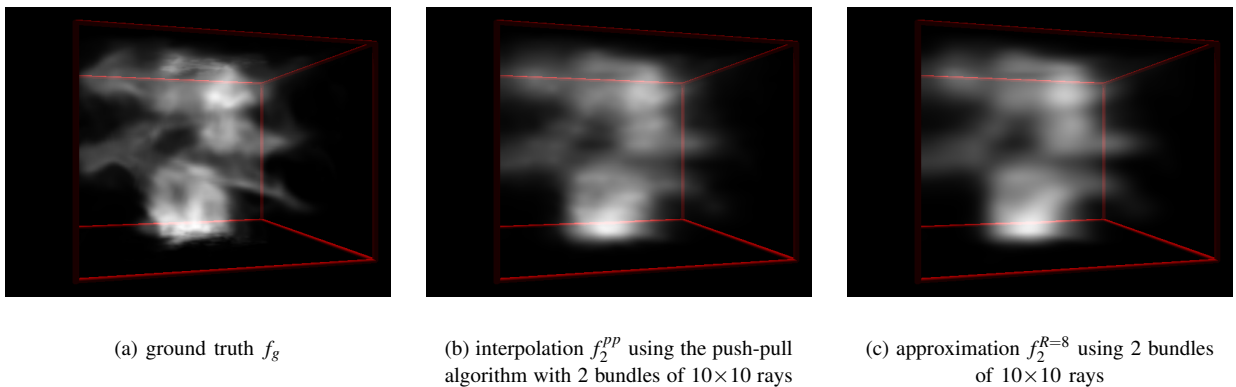 (a) ground truth f_g
(b) interpolation f_2^{pp} using the push-pull
algorithm with 2 bundles of 10×10 rays
(c) approximation f_2^{R=8} using 2 bundles
of 10×10 rays